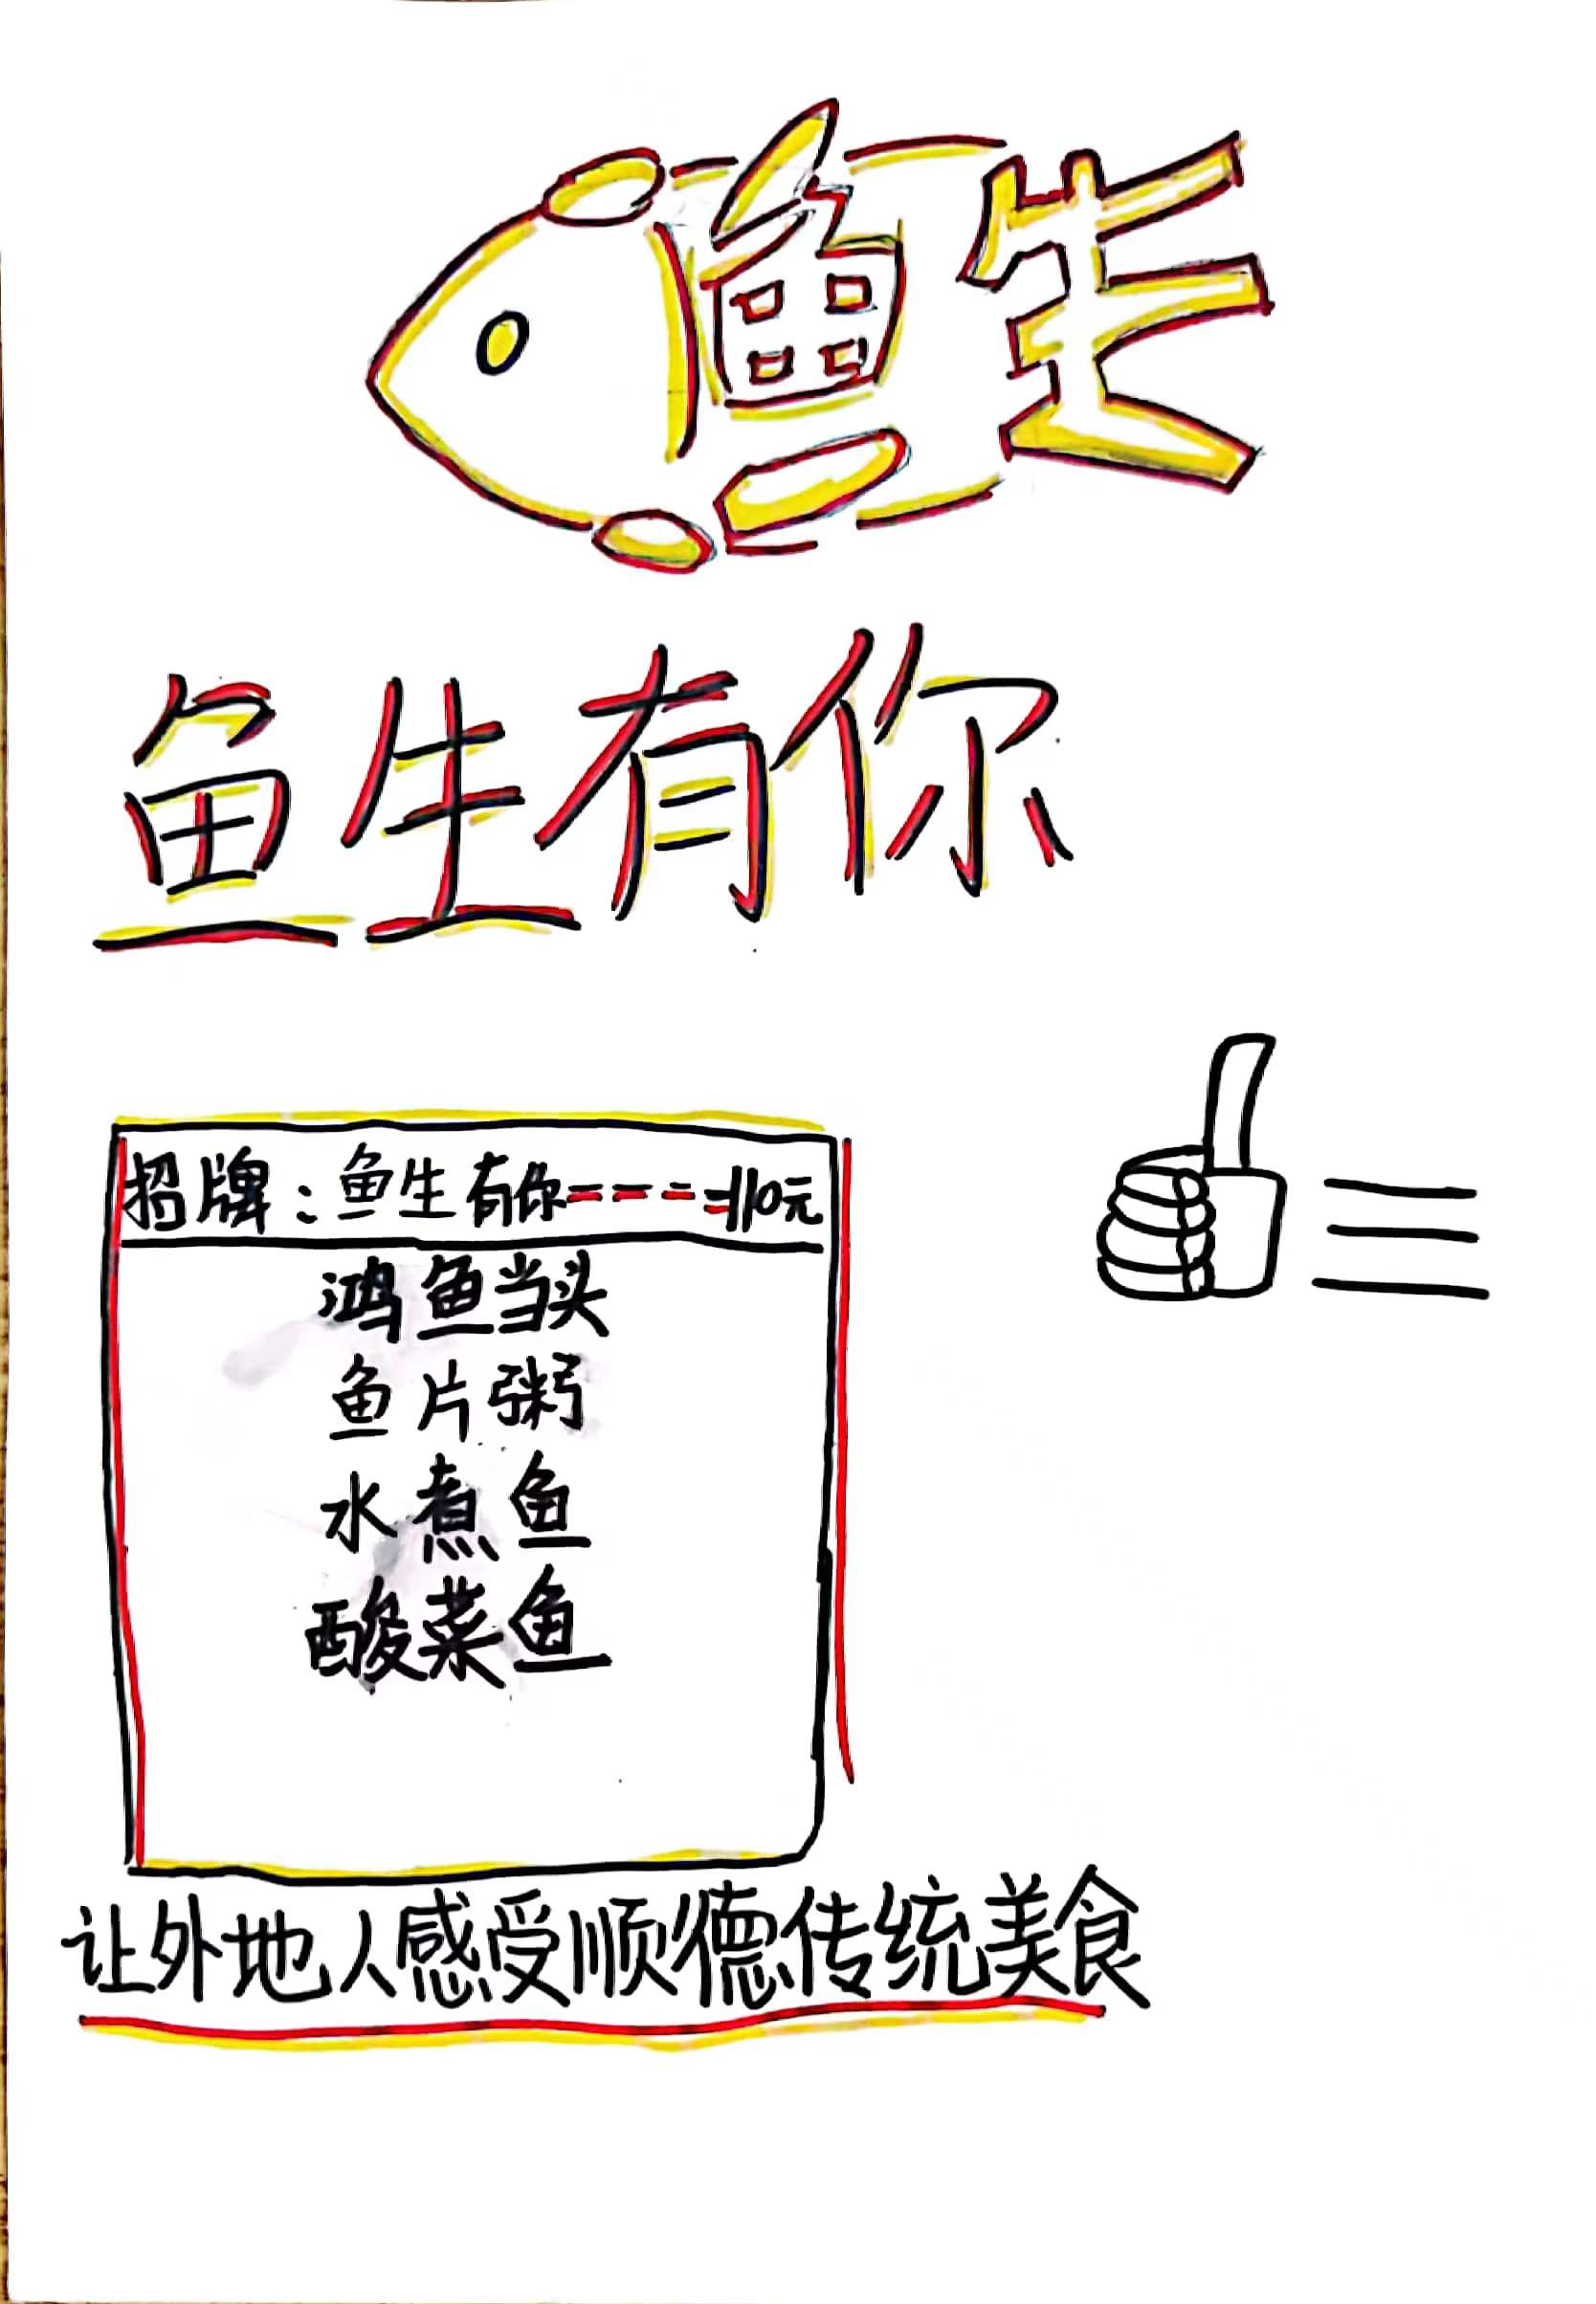 鱼生
鱼生有你
招牌：鱼生有你----110元
鸿鱼当头
鱼片粥
水煮鱼
酸菜鱼
让外地人感受顺德传统美食